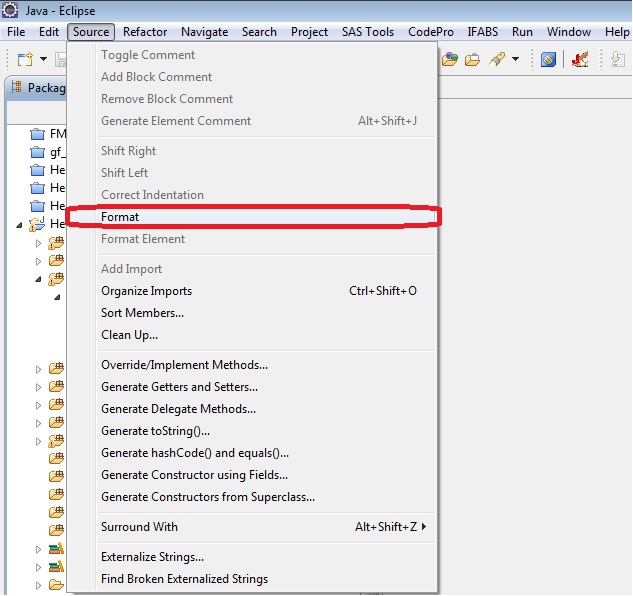 Java - Eclipse
File Edit Source Refactor Navigate Search Project SAS Tools CodePro IFABS Run Window Help
Toggle Comment
Add Block Comment
Remove Block Comment
Generate Element Comment Alt+Shift+J
Shift Right
Shift Left
Correct Indentation
Format
Format Element
Add Import
Organize Imports Ctrl+Shift+O
Sort Members...
Clean Up...
Override/Implement Methods...
Generate Getters and Setters...
Generate Delegate Methods...
Generate toString()...
Generate hashCode() and equals()...
Generate Constructor using Fields...
Generate Constructors from Superclass...
Surround With Alt+Shift+Z
Externalize Strings...
Find Broken Externalized Strings
Packag
FM
gf_
He
He
He
He